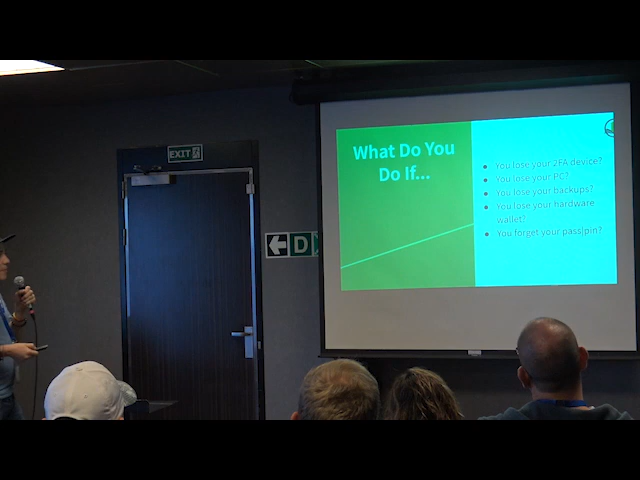 EXIT
D
What Do You
Do If...
You lose your 2FA device?
You lose your PC?
You lose your backups?
You lose your hardware
wallet?
You forget your pass|pin?